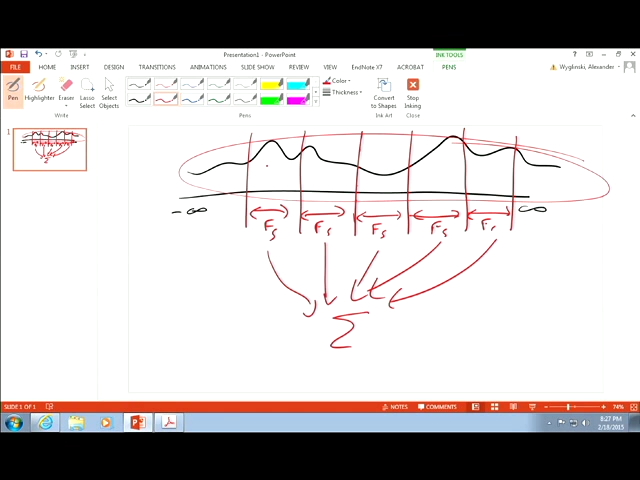 Presentation1 - PowerPoint
INK TOOLS
FILE HOME INSERT DESIGN TRANSITIONS ANIMATIONS SLIDE SHOW REVIEW VIEW EndNote X7 ACROBAT PENS
Wyglinski, Alexander
Pen Highlighter Eraser Lasso Select Select Objects
Color
Thickness
Convert to Shapes
Stop Inking
Write Pens Ink Art Close
1
-∞ ∞
Fs Fs Fs Fs Fs
Σ
SLIDE 1 OF 1
NOTES COMMENTS 74%
8:27 PM
2/18/2015